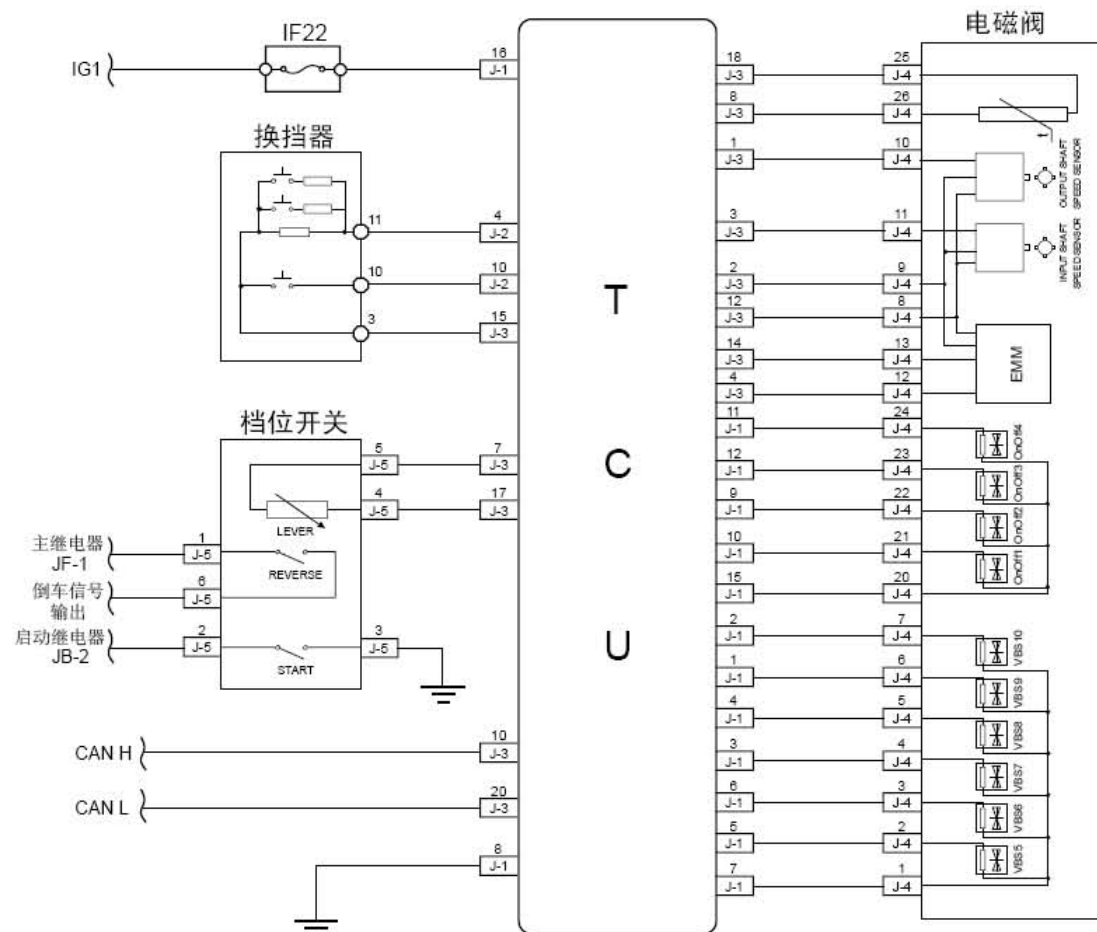 电磁阀
IG1
IF22
16
J-1
换挡器
11
4
J-2
10
10
J-2
3
15
J-3
档位开关
5
J-5
7
J-3
4
J-5
17
J-3
LEVER
主继电器
JF-1
1
J-5
REVERSE
倒车信号
输出
6
J-5
启动继电器
JB-2
2
J-5
3
J-5
START
CAN H
10
J-3
CAN L
20
J-3
8
J-1
T
C
U
18
J-3
25
J-4
8
J-3
26
J-4
t
1
J-3
10
J-4
OUTPUT SHAFT
SPEED SENSOR
3
J-3
11
J-4
INPUT SHAFT
SPEED SENSOR
2
J-3
9
J-4
12
J-3
8
J-4
14
J-3
13
J-4
EMM
4
J-3
12
J-4
11
J-1
24
J-4
OnOff4
12
J-1
23
J-4
OnOff3
9
J-1
22
J-4
OnOff2
10
J-1
21
J-4
OnOff1
15
J-1
20
J-4
2
J-1
7
J-4
VBS10
1
J-1
6
J-4
VBS9
4
J-1
5
J-4
VBS8
3
J-1
4
J-4
VBS7
6
J-1
3
J-4
VBS6
5
J-1
2
J-4
VBS5
7
J-1
1
J-4